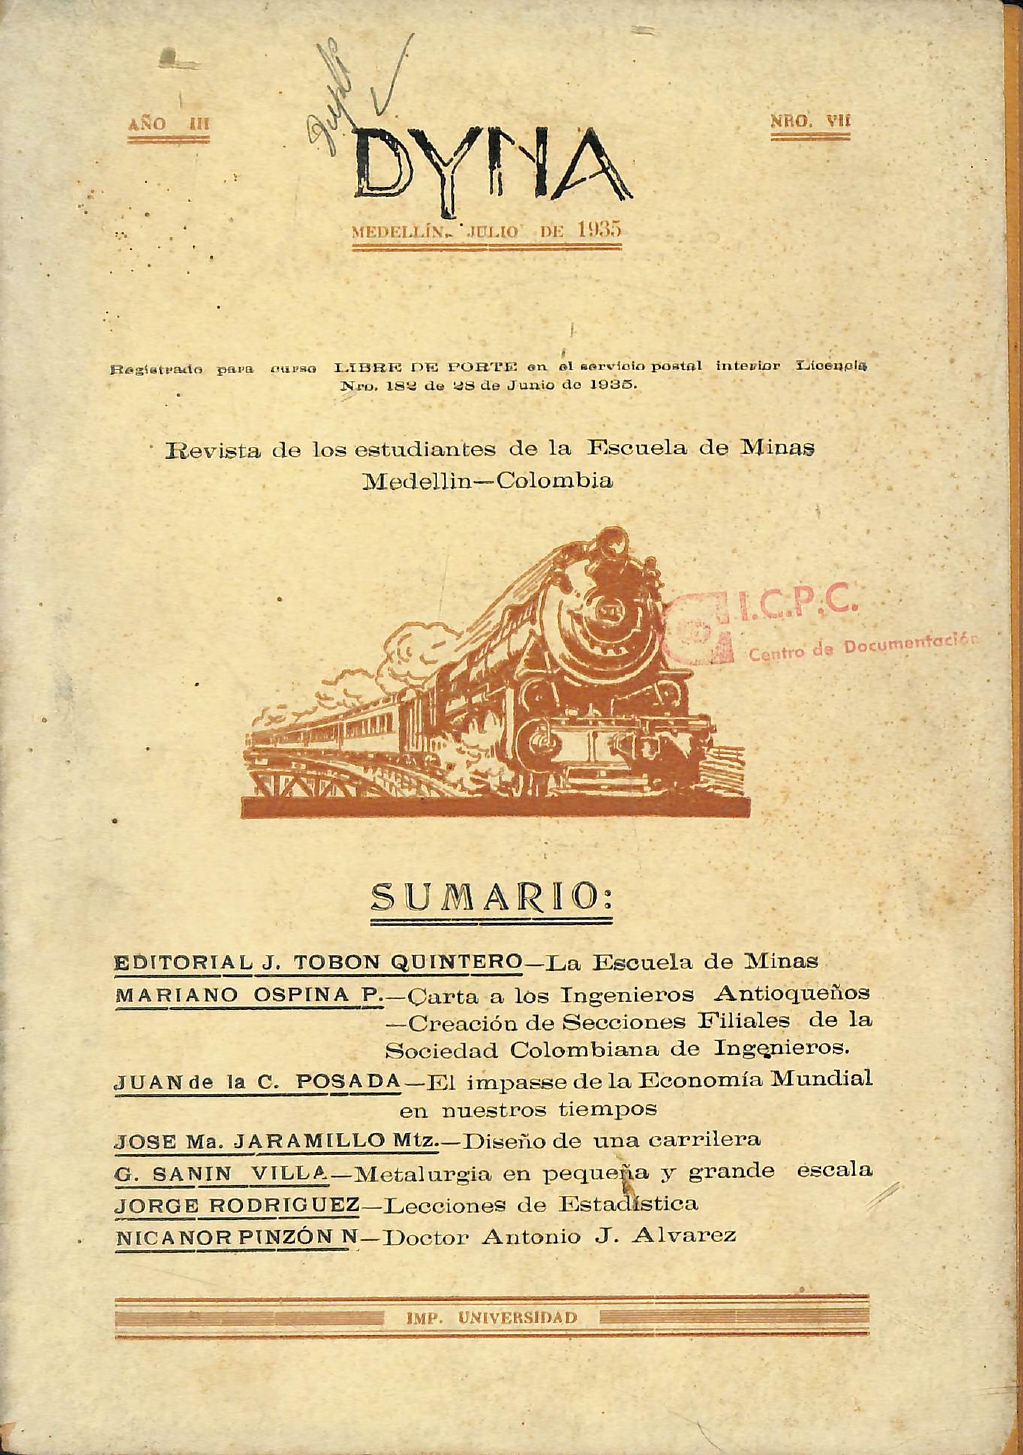 AÑO III
NRO. VII
DYNA
MEDELLÍN, JULIO DE 1935
Registrado para curso LIBRE DE PORTE en el servicio postal interior Licencia
Nro. 182 de 28 de Junio de 1935.
Revista de los estudiantes de la Escuela de Minas
Medellin—Colombia
I.C.P.C.
Centro de Documentación
SUMARIO:
EDITORIAL J. TOBON QUINTERO—La Escuela de Minas
MARIANO OSPINA P.—Carta a los Ingenieros Antioqueños
—Creación de Secciones Filiales de la
Sociedad Colombiana de Ingenieros.
JUAN de la C. POSADA—El impasse de la Economía Mundial
en nuestros tiempos
JOSE Ma. JARAMILLO Mtz.—Diseño de una carrilera
G. SANIN VILLA—Metalurgia en pequeña y grande escala
JORGE RODRIGUEZ—Lecciones de Estadística
NICANOR PINZÓN N—Doctor Antonio J. Alvarez
IMP. UNIVERSIDAD